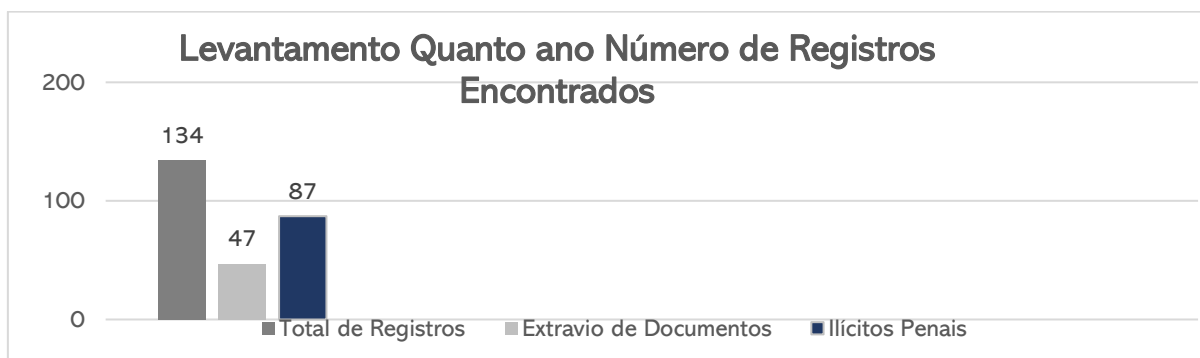 Levantamento Quanto ano Número de Registros
Encontrados
200
134
100
87
47
0
Total de Registros Extravio de Documentos Ilícitos Penais